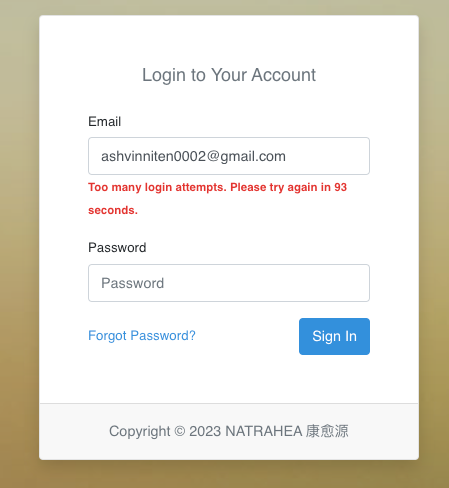 Login to Your Account
Email
ashvinniten0002@gmail.com
Too many login attempts. Please try again in 93
seconds.
Password
Password
Forgot Password?
Sign In
Copyright © 2023 NATRAHEA 康愈源